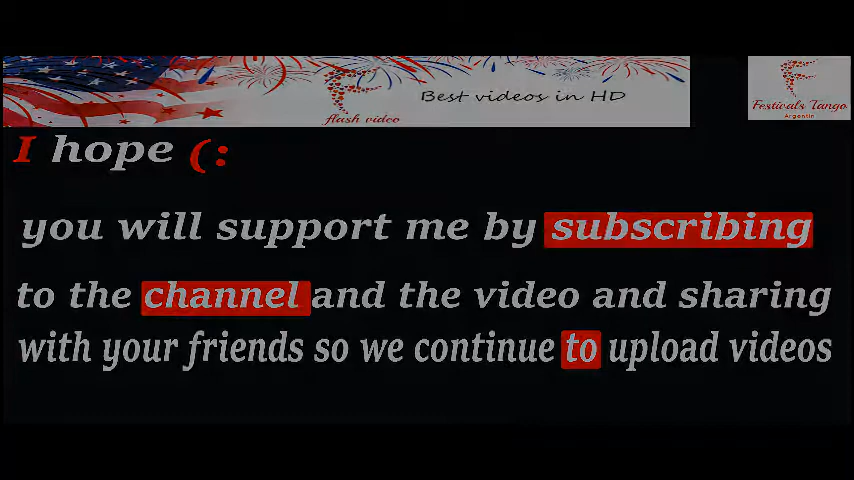 Best videos in HD
flash video
Festivals Tango
Argentin
I hope (:
you will support me by subscribing
to the channel and the video and sharing
with your friends so we continue to upload videos